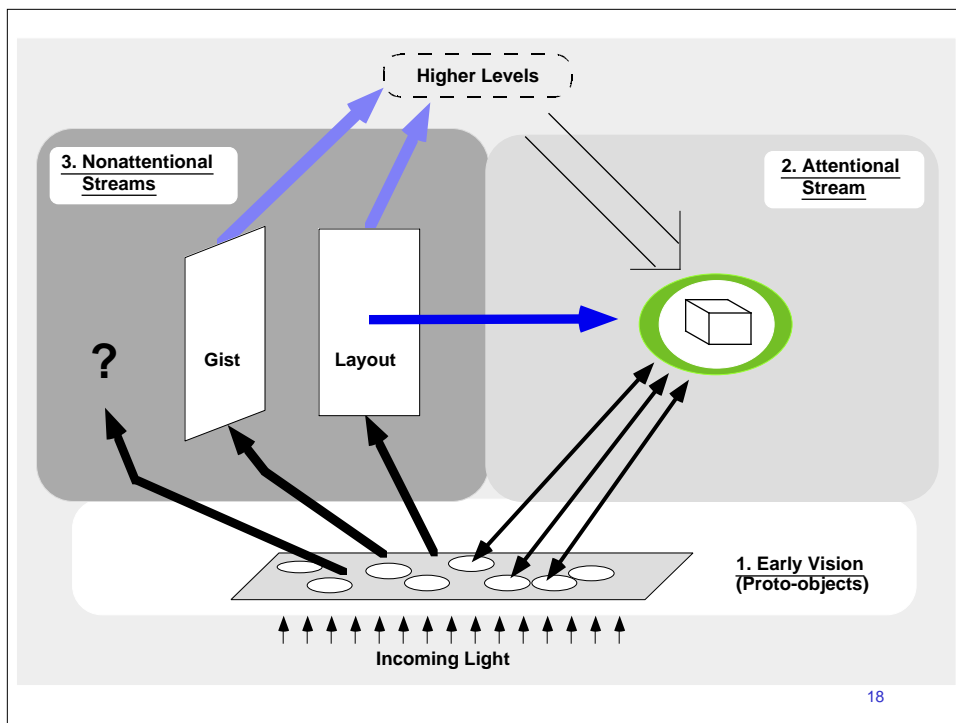 Higher Levels
3. Nonattentional
Streams
2. Attentional
Stream
?
Gist
Layout
1. Early Vision
(Proto-objects)
Incoming Light
18